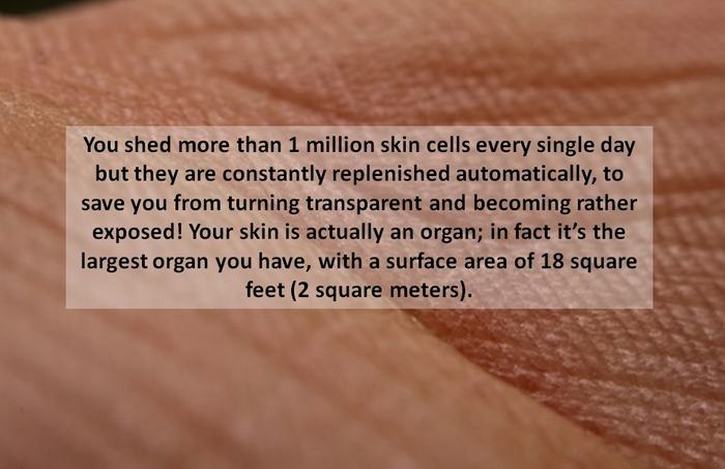 You shed more than 1 million skin cells every single day
but they are constantly replenished automatically, to
save you from turning transparent and becoming rather
exposed! Your skin is actually an organ; in fact it’s the
largest organ you have, with a surface area of 18 square
feet (2 square meters).